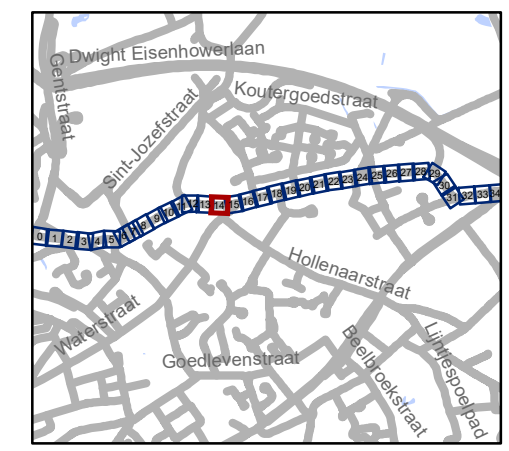 Dwight Eisenhowerlaan
Gentstraat
Koutergoedstraat
Sint-Jozefstraat
0 1 2 3 4 5 6 7 8 9 10 11 12 13 14 15 16 17 18 19 20 21 22 23 24 25 26 27 28 29 30 31 32 33 34
Hollenaarstraat
Waterstraat
Goedlevenstraat
Beelbroekstraat
Lijntjespoelpad